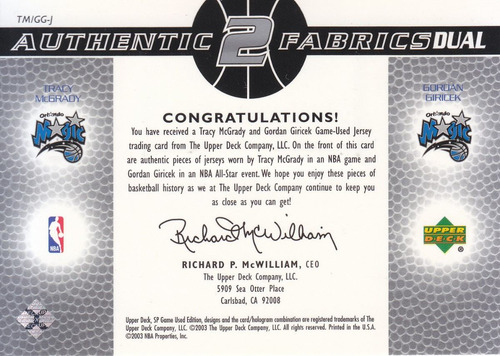 TM/GG-J
AUTHENTIC 2 FABRICS DUAL
TRACY
McGRADY
GORDAN
GIRICEK
Orlando
Magic
Orlando
Magic
CONGRATULATIONS!
You have received a Tracy McGrady and Gordan Giricek Game-Used Jersey
trading card from The Upper Deck Company, LLC. On the front of this card
are authentic pieces of jerseys worn by Tracy McGrady in an NBA game and
Gordan Giricek in an NBA All-Star event. We hope you enjoy these pieces of
basketball history as we at The Upper Deck Company continue to keep you
as close as you can get!
Richard P. McWilliam
NBA
UPPER
DECK
RICHARD P. McWILLIAM, CEO
The Upper Deck Company, LLC.
5909 Sea Otter Place
Carlsbad, CA 92008
Upper Deck, SP Game Used Edition, designs and the card/hologram combination are registered trademarks of The
Upper Deck Company, LLC. ©2003 The Upper Deck Company, LLC. All rights reserved. Printed in the U.S.A.
©2003 NBA Properties, Inc.